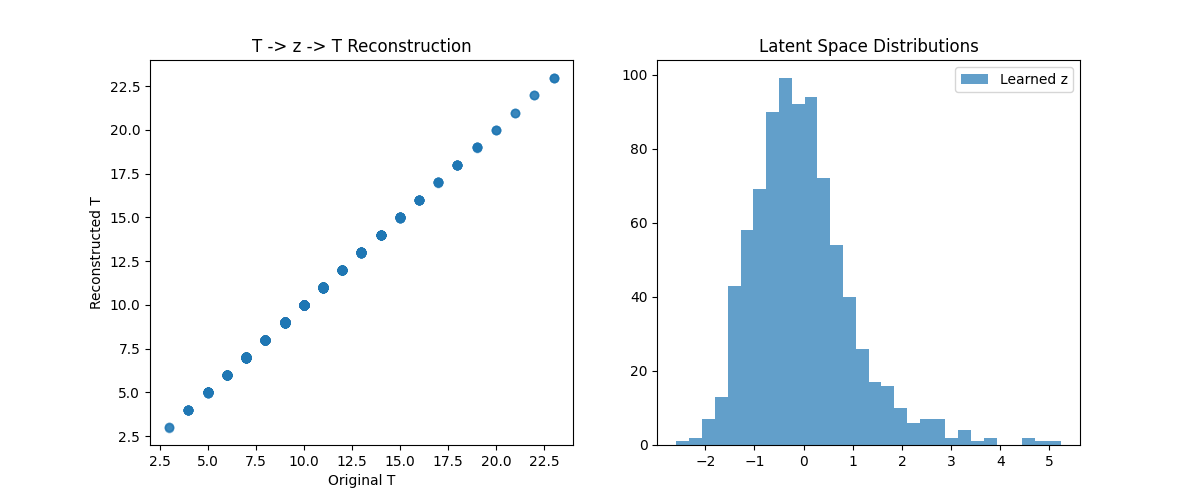 T -> z -> T Reconstruction
Reconstructed T
22.5
20.0
17.5
15.0
12.5
10.0
7.5
5.0
2.5
2.5 5.0 7.5 10.0 12.5 15.0 17.5 20.0 22.5
Original T
Latent Space Distributions
Learned z
100
80
60
40
20
0
−2 −1 0 1 2 3 4 5